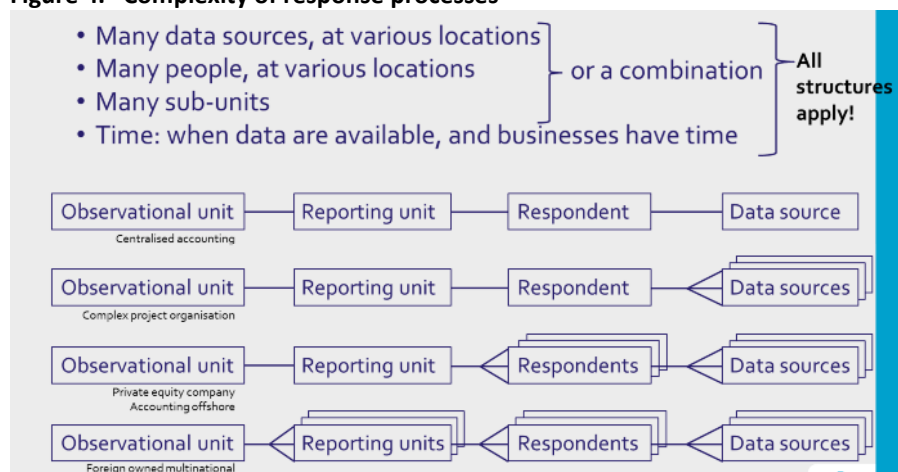 Figure 4. Complexity of response processes
• Many data sources, at various locations
• Many people, at various locations
• Many sub-units
• Time: when data are available, and businesses have time
or a combination
All
structures
apply!
Observational unit Reporting unit Respondent Data source
Centralised accounting
Observational unit Reporting unit Respondent Data sources
Complex project organisation
Observational unit Reporting unit Respondents Data sources
Private equity company
Accounting offshore
Observational unit Reporting units Respondents Data sources
Foreign owned multinational